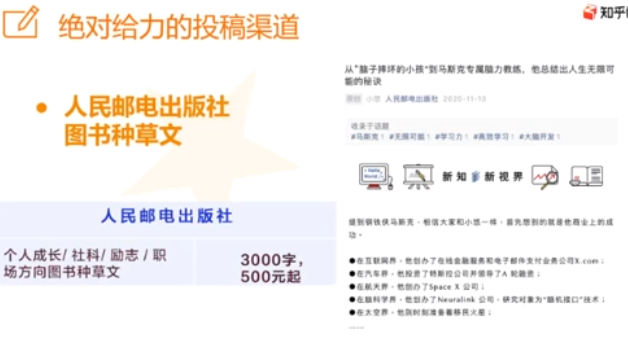 绝对给力的投稿渠道
知乎
人民邮电出版社
图书种草文
人民邮电出版社
个人成长/ 社科/ 励志 / 职
场方向图书种草文
3000字，
500元起
从“脑子摔坏的小孩”到马斯克专属脑力教练，他总结出人生无限可
能的秘诀
原创 小悠 人民邮电出版社 2020-11-13
收录于话题
#马斯克 1 #无限可能 1 #学习力 1 #高效学习 1 #大脑开发 1
新知 新视界
提到钢铁侠马斯克，相信大家和小悠一样，首先想到的就是他商业上的成
功。
●在互联网界，他创办了在线金融服务和电子邮件支付业务公司X.com；
●在汽车界，他投资了特斯拉公司并领导了A 轮融资；
●在航天界，他创办了Space X 公司；
●在脑科学界，他创办了Neuralink 公司，研究对象为“脑机接口”技术；
●在太空界，他则时刻准备着移民火星；